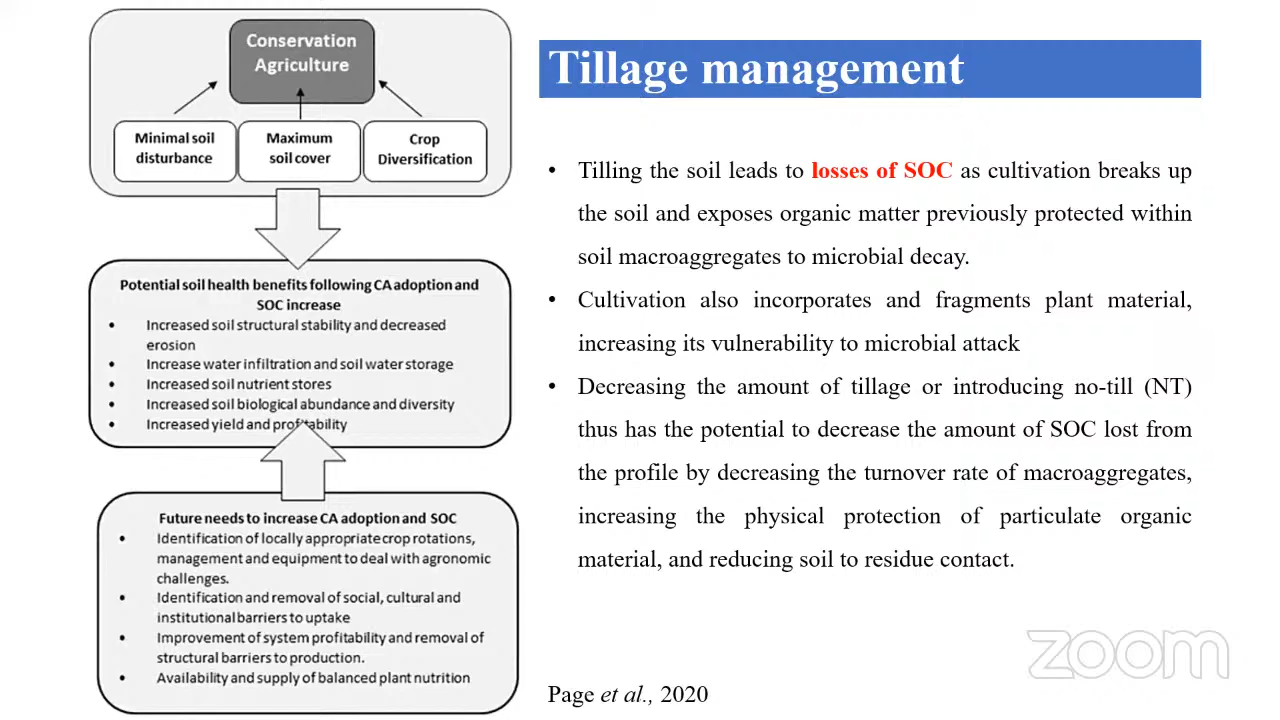 Conservation
Agriculture
Minimal soil
disturbance
Maximum
soil cover
Crop
Diversification
Potential soil health benefits following CA adoption and
SOC increase
• Increased soil structural stability and decreased
erosion
• Increase water infiltration and soil water storage
• Increased soil nutrient stores
• Increased soil biological abundance and diversity
• Increased yield and profitability
Future needs to increase CA adoption and SOC
• Identification of locally appropriate crop rotations,
management and equipment to deal with agronomic
challenges.
• Identification and removal of social, cultural and
institutional barriers to uptake
• Improvement of system profitability and removal of
structural barriers to production.
• Availability and supply of balanced plant nutrition
Tillage management
• Tilling the soil leads to losses of SOC as cultivation breaks up
the soil and exposes organic matter previously protected within
soil macroaggregates to microbial decay.
• Cultivation also incorporates and fragments plant material,
increasing its vulnerability to microbial attack
• Decreasing the amount of tillage or introducing no-till (NT)
thus has the potential to decrease the amount of SOC lost from
the profile by decreasing the turnover rate of macroaggregates,
increasing the physical protection of particulate organic
material, and reducing soil to residue contact.
Page et al., 2020
zoom